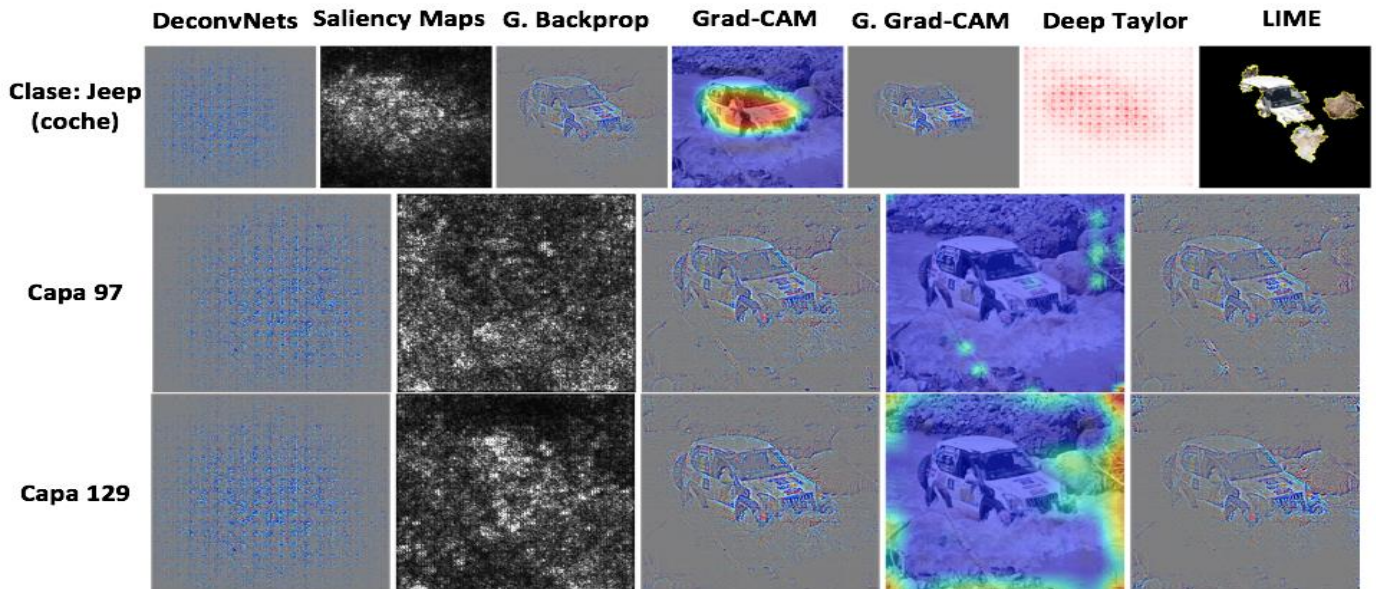 DeconvNets Saliency Maps G. Backprop Grad-CAM G. Grad-CAM Deep Taylor LIME
Clase: Jeep
(coche)
Capa 97
Capa 129